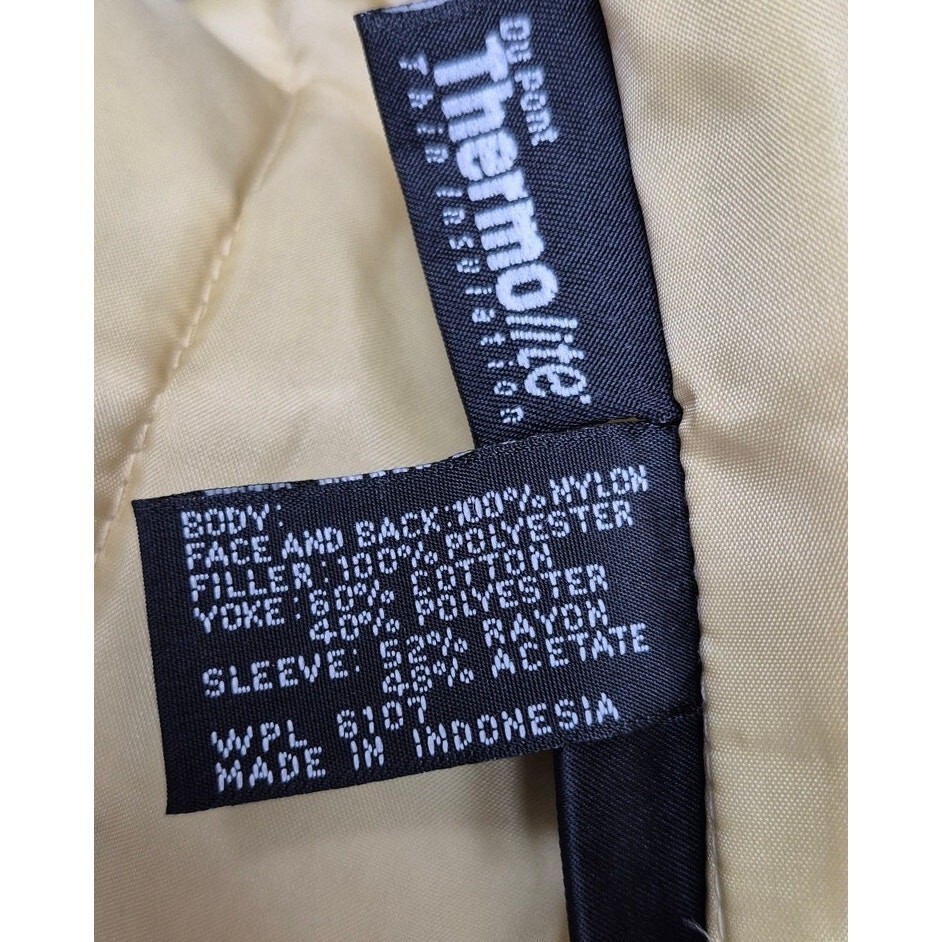 Du Pont
Thermolite
Thin Insulation
BODY:
FACE AND BACK:100% NYLON
FILLER:100% POLYESTER
YOKE:60% COTTON
40% POLYESTER
SLEEVE: 52% RAYON
48% ACETATE
WPL 6107
MADE IN INDONESIA